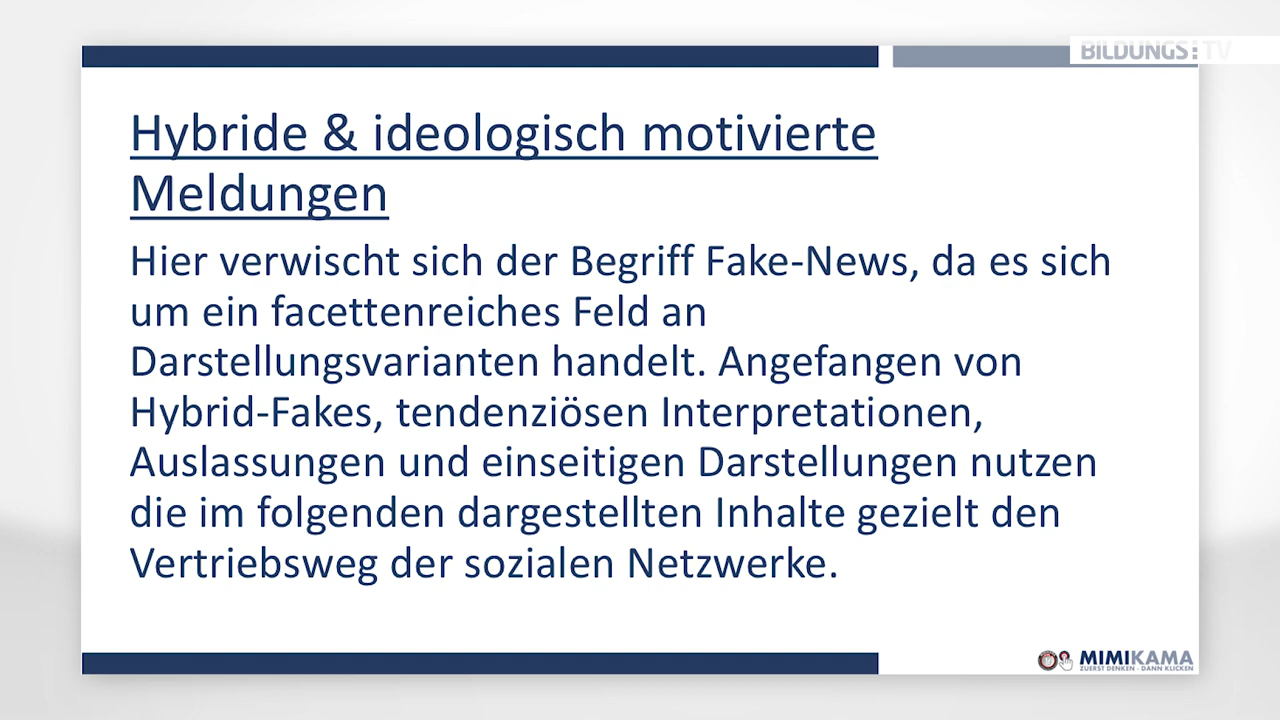 BILDUNGS:TV
Hybride & ideologisch motivierte
Meldungen
Hier verwischt sich der Begriff Fake-News, da es sich
um ein facettenreiches Feld an
Darstellungsvarianten handelt. Angefangen von
Hybrid-Fakes, tendenziösen Interpretationen,
Auslassungen und einseitigen Darstellungen nutzen
die im folgenden dargestellten Inhalte gezielt den
Vertriebsweg der sozialen Netzwerke.
MIMIKAMA
ZUERST DENKEN - DANN KLICKEN